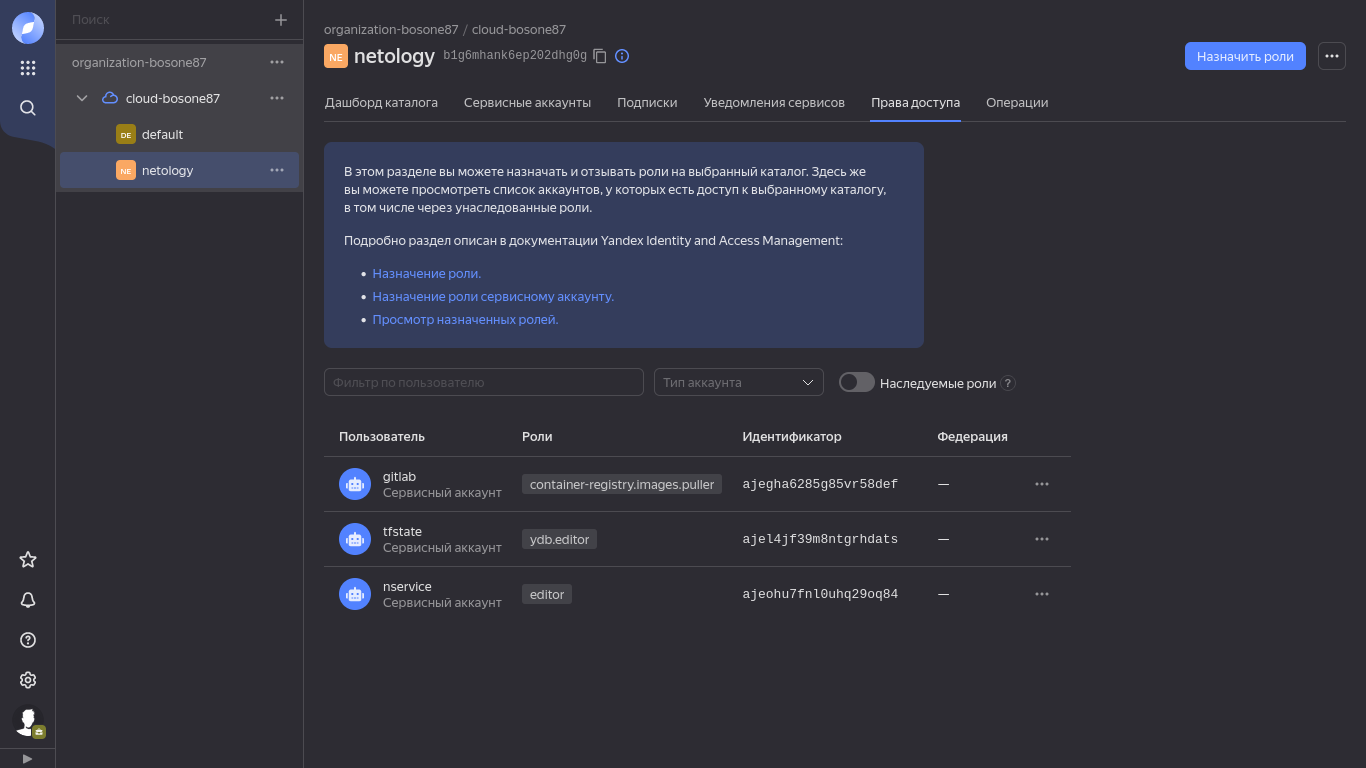 Поиск
organization-bosone87
cloud-bosone87
DE default
NE netology
organization-bosone87 / cloud-bosone87
NE netology b1g6mhank6ep202dhg0g
Назначить роли
Дашборд каталога Сервисные аккаунты Подписки Уведомления сервисов Права доступа Операции
В этом разделе вы можете назначать и отзывать роли на выбранный каталог. Здесь же
вы можете просмотреть список аккаунтов, у которых есть доступ к выбранному каталогу,
в том числе через унаследованные роли.
Подробно раздел описан в документации Yandex Identity and Access Management:
• Назначение роли.
• Назначение роли сервисному аккаунту.
• Просмотр назначенных ролей.
Фильтр по пользователю Тип аккаунта Наследуемые роли ?
Пользователь Роли Идентификатор Федерация
gitlab
Сервисный аккаунт container-registry.images.puller ajegha6285g85vr58def —
tfstate
Сервисный аккаунт ydb.editor ajel4jf39m8ntgrhdats —
nservice
Сервисный аккаунт editor ajeohu7fnl0uhq29oq84 —